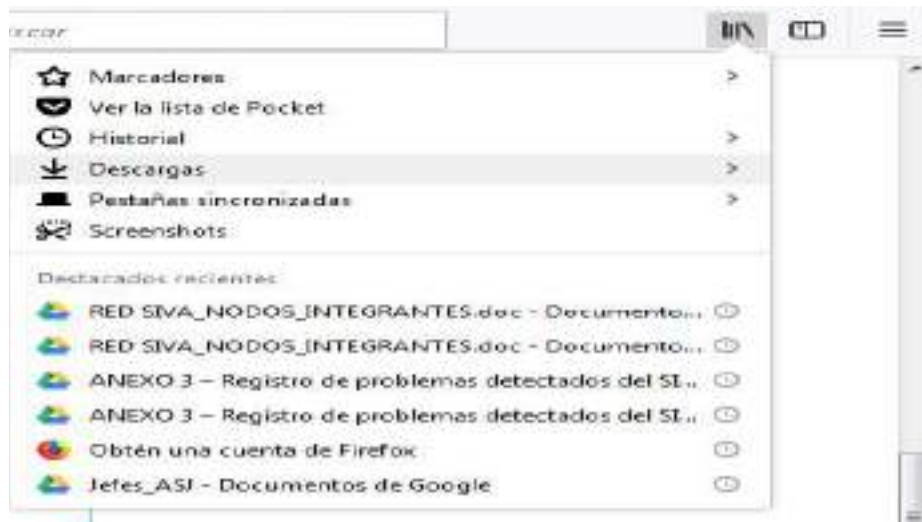 scar
Marcadores
Ver la lista de Pocket
Historial
Descargas
Pestañas sincronizadas
Screenshots
Destacados recientes
RED SIVA_NODOS_INTEGRANTES.doc - Documento...
RED SIVA_NODOS_INTEGRANTES.doc - Documento...
ANEXO 3 – Registro de problemas detectados del SI...
ANEXO 3 – Registro de problemas detectados del SI...
Obtén una cuenta de Firefox
Jefes_ASJ - Documentos de Google